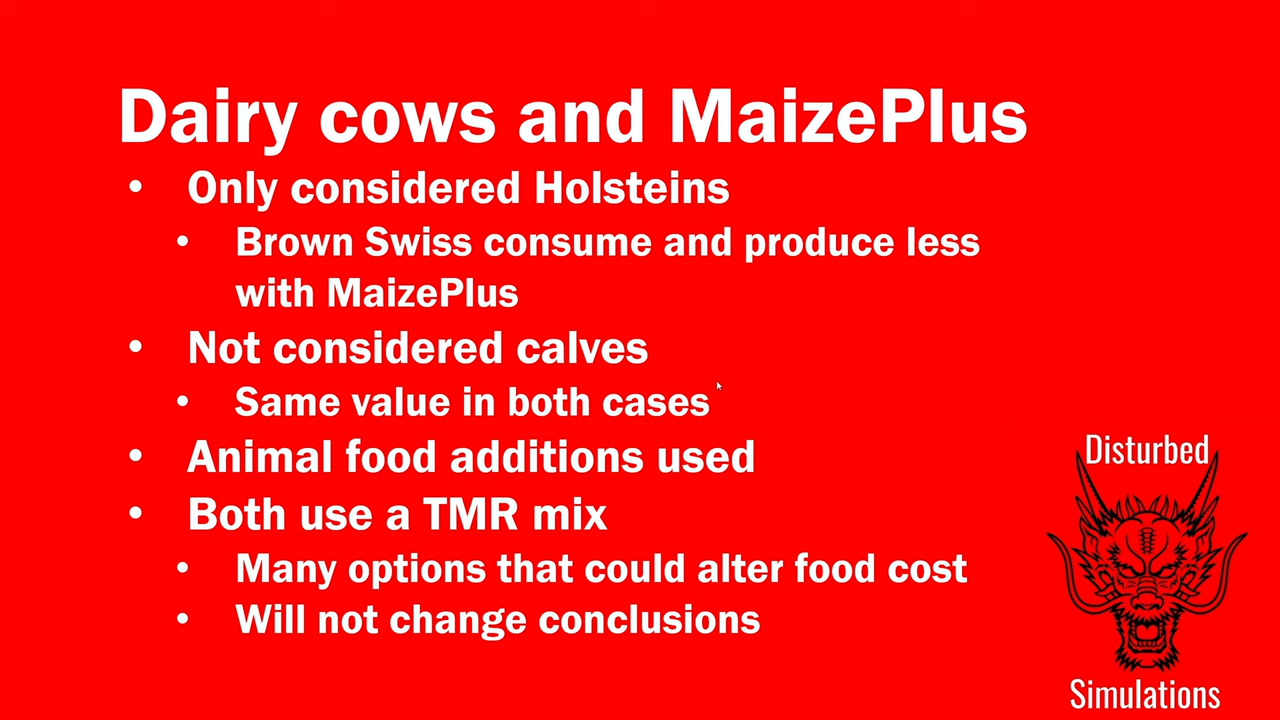 Dairy cows and MaizePlus
• Only considered Holsteins
• Brown Swiss consume and produce less
with MaizePlus
• Not considered calves
• Same value in both cases
• Animal food additions used
• Both use a TMR mix
• Many options that could alter food cost
• Will not change conclusions
Disturbed
Simulations